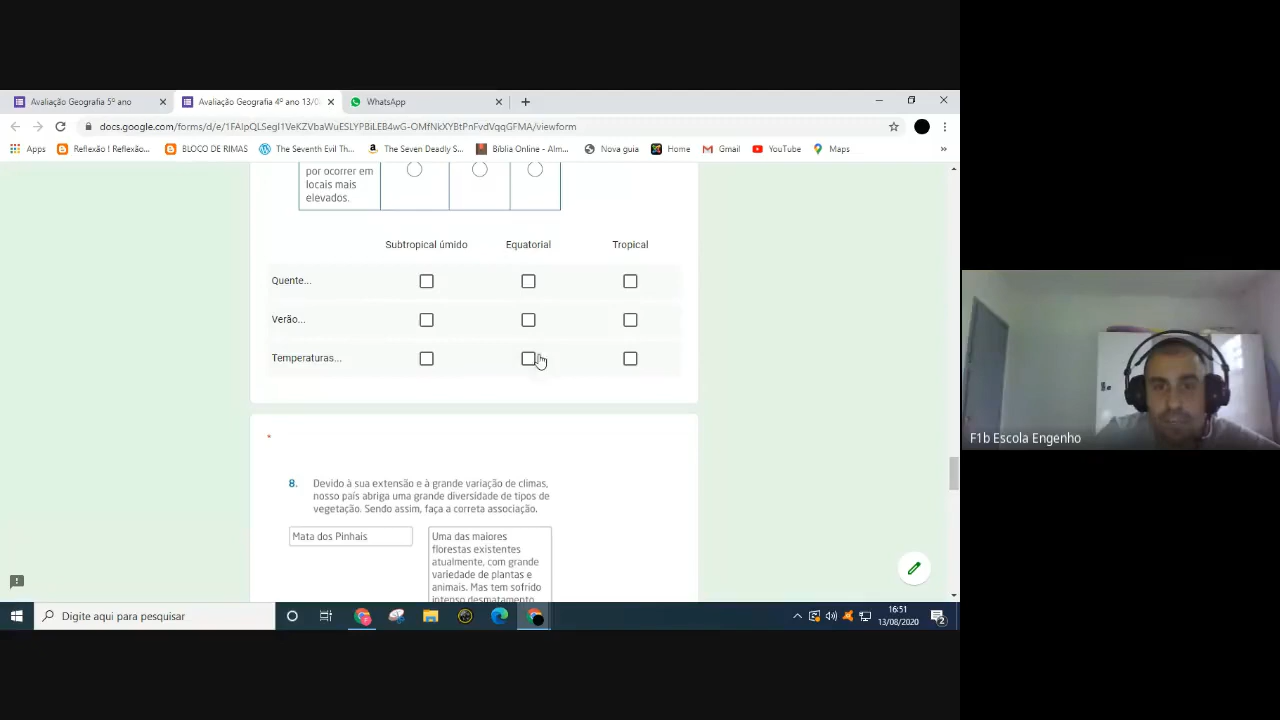 Avaliação Geografia 5º ano
Avaliação Geografia 4º ano 13/0
WhatsApp
docs.google.com/forms/d/e/
/viewform
Apps
Reflexão ! Reflexão...
BLOCO DE RIMAS
The Seventh Evil Th...
The Seven Deadly S...
Bíblia Online - Alm...
Nova guia
Home
Gmail
YouTube
Maps
»
por ocorrer em
locais mais
elevados.
Subtropical úmido
Equatorial
Tropical
Quente...
Verão...
Temperaturas...
*
8. Devido à sua extensão e à grande variação de climas,
nosso país abriga uma grande diversidade de tipos de
vegetação. Sendo assim, faça a correta associação.
Mata dos Pinhais
Uma das maiores
florestas existentes
atualmente, com grande
variedade de plantas e
animais. Mas tem sofrido
intenso desmatamento
F1b Escola Engenho
Digite aqui para pesquisar
16:51
13/08/2020
2